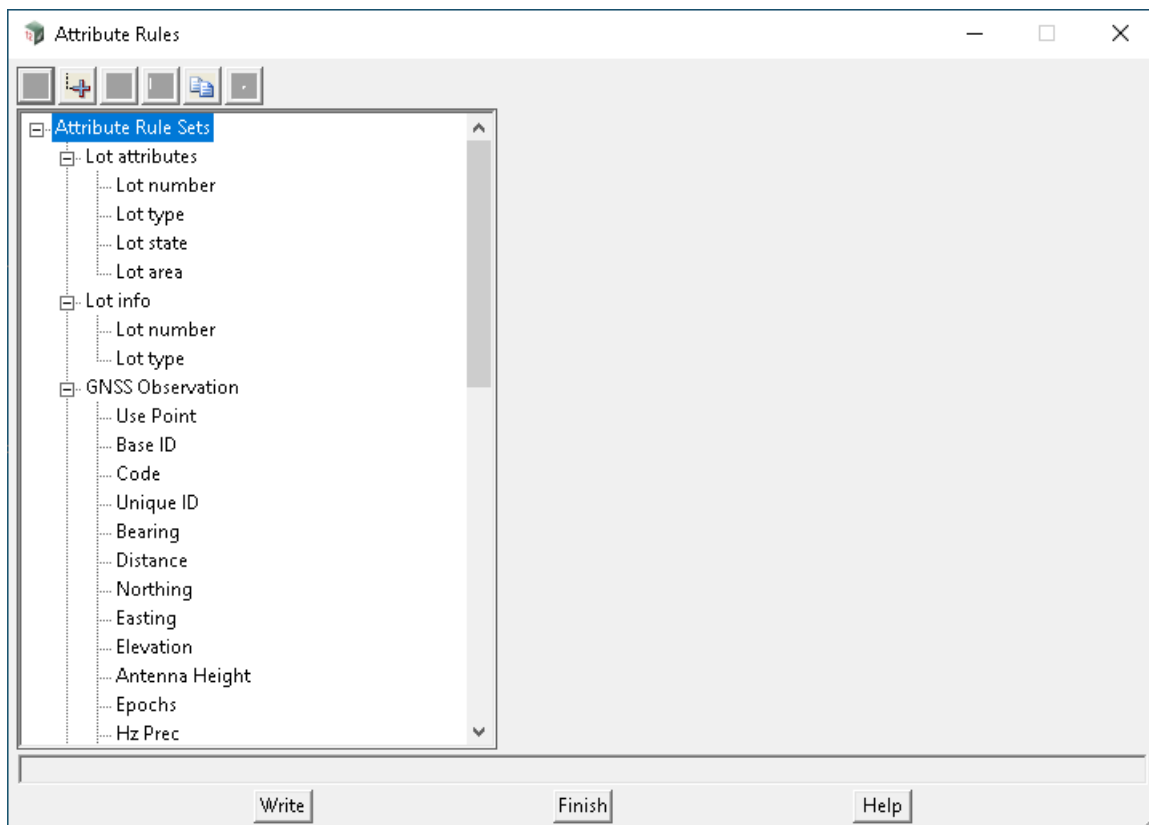 Attribute Rules
Attribute Rule Sets
Lot attributes
Lot number
Lot type
Lot state
Lot area
Lot info
Lot number
Lot type
GNSS Observation
Use Point
Base ID
Code
Unique ID
Bearing
Distance
Northing
Easting
Elevation
Antenna Height
Epochs
Hz Prec
Write Finish Help